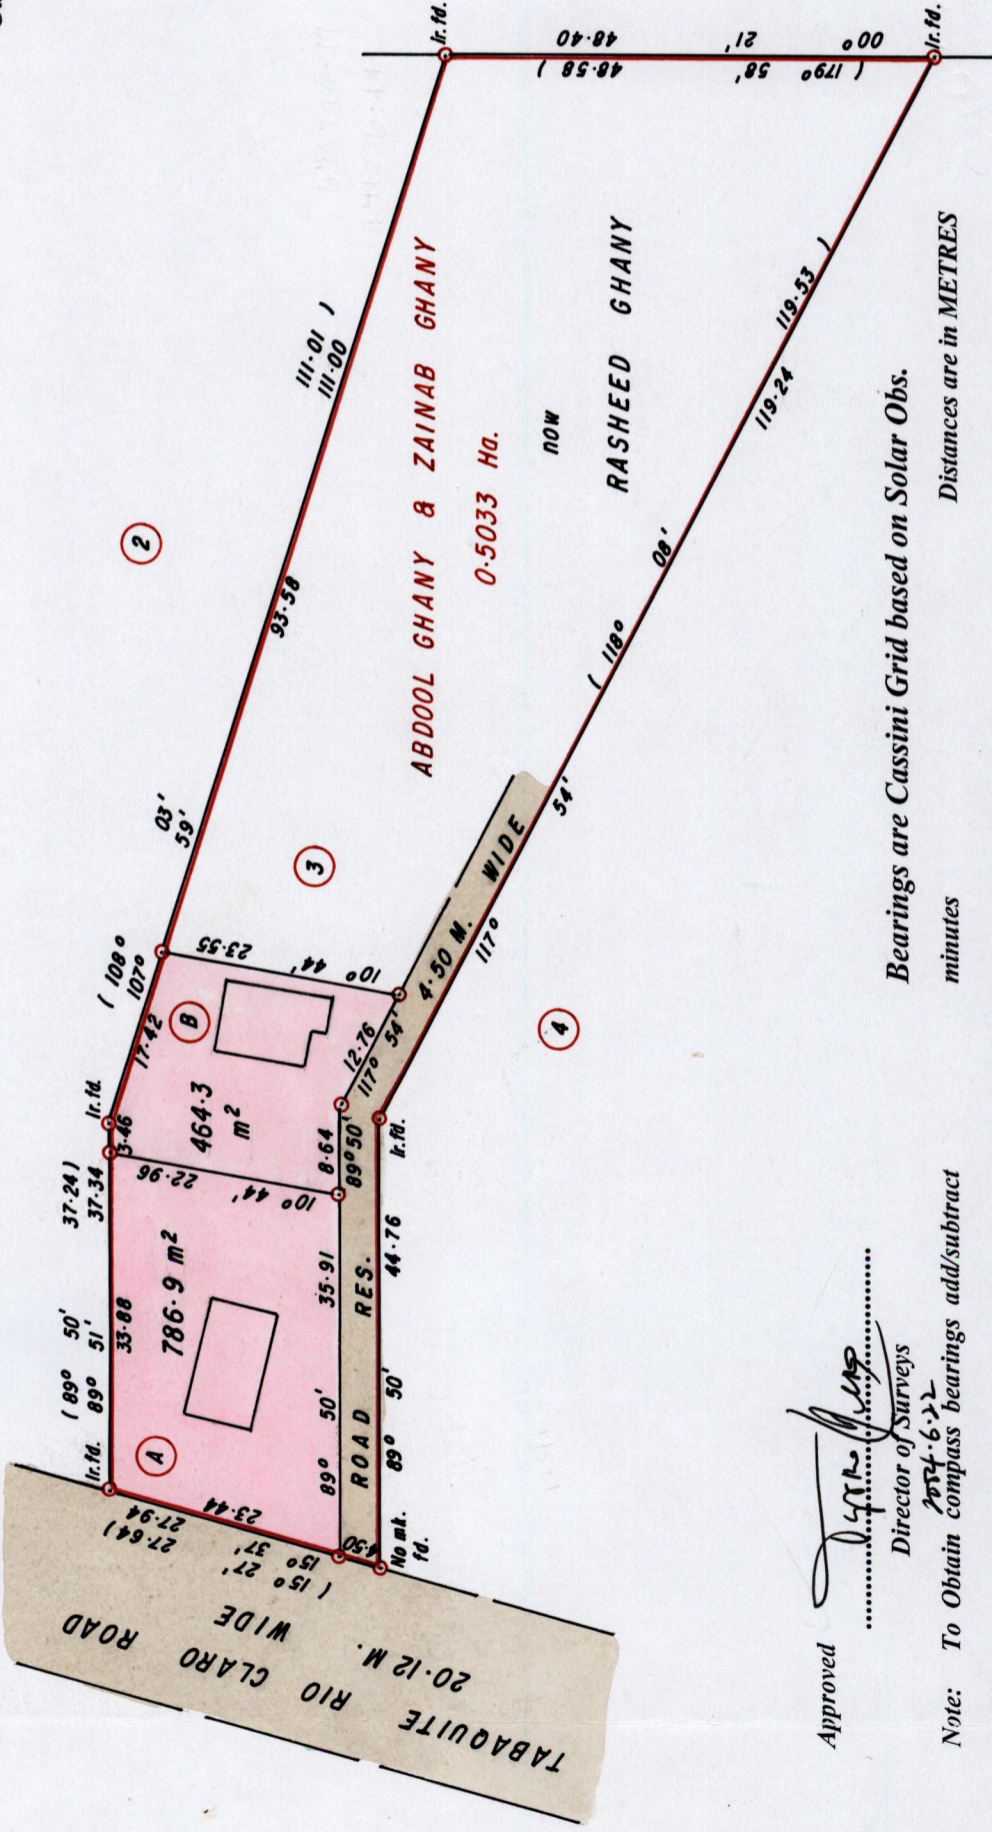 ( 108° 03' 111·01 )
107° 59' 111·00
( 89° 50' 37·24 )
89° 51' 37·34
Ir. fd.
Ir. fd.
Ir. fd.
33·88
3·46
17·42
93·58
2
A
786·9 m²
B
464·3
m²
3
ABDOOL GHANY & ZAINAB GHANY
0·5033 Ha.
now
RASHEED GHANY
27·64 )
27·94
23·44
15° 37'
( 15° 27'
4·50
10° 44' 22·96
10° 44' 23·55
( 179° 58' 48·58 )
00° 21' 48·40
89° 50' 35·91
89° 50' 8·64
117° 54' 12·76
ROAD RES. 4·50 M. WIDE
89° 50' 44·76
No mk.
fd.
Ir. fd.
Ir. fd.
( 118° 08' 119·53 )
117° 54' 119·24
4
TABAQUITE RIO CLARO ROAD
20·12 M. WIDE
Approved
Director of Surveys
2004·6·22
Bearings are Cassini Grid based on Solar Obs.
Note: To Obtain compass bearings add/subtract minutes Distances are in METRES